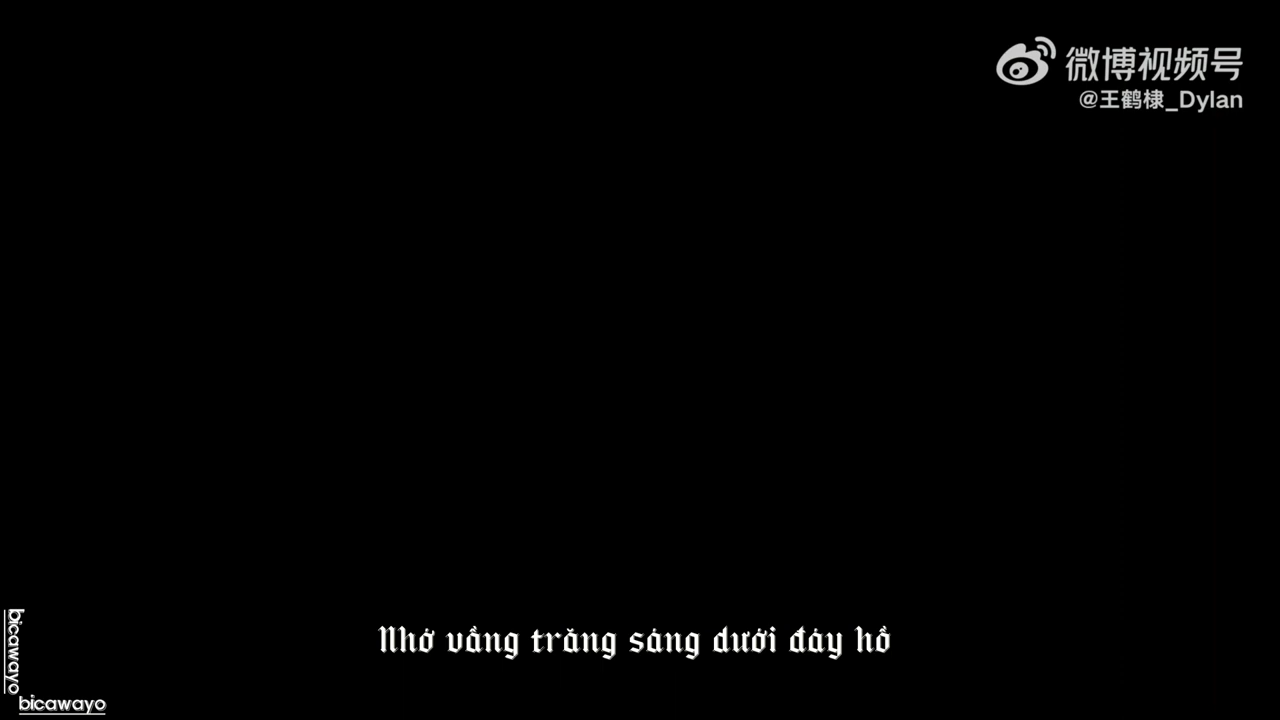 微博视频号
@王鹤棣_Dylan
Nhớ vầng trăng sáng dưới đáy hồ
bicawayo
bicawayo